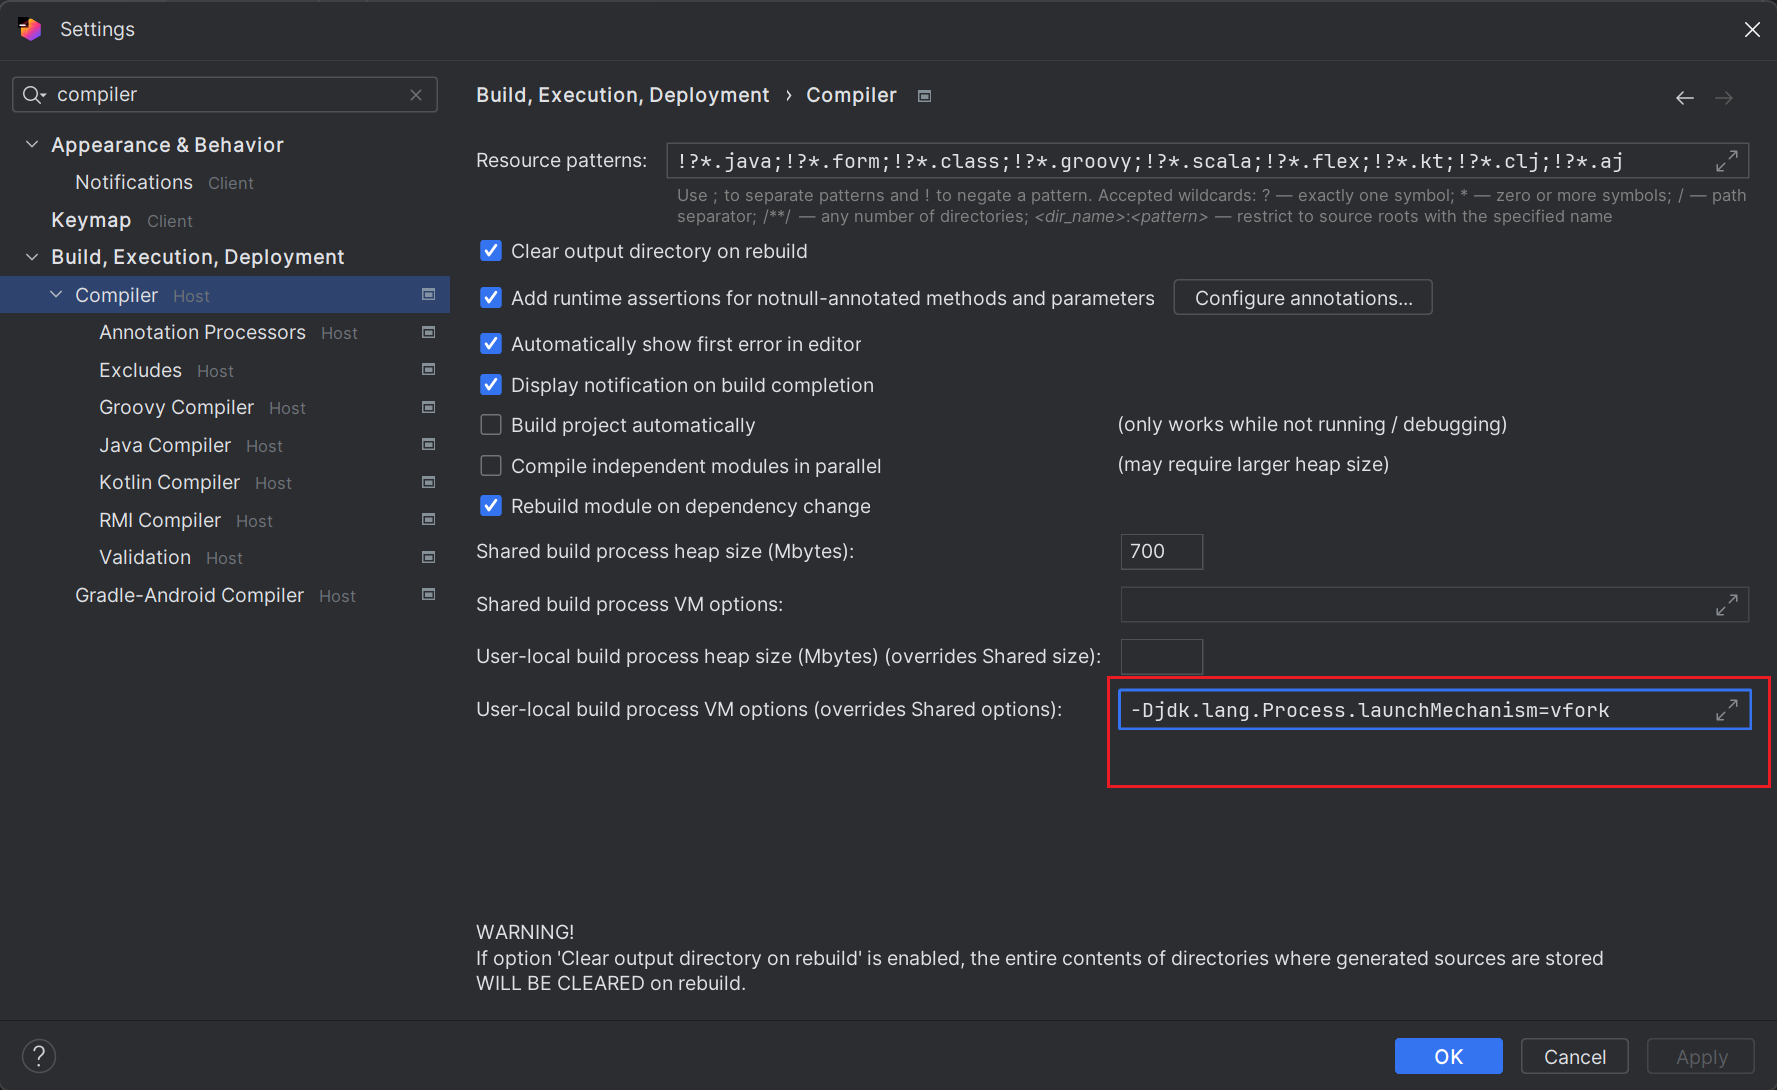 Settings
compiler
Appearance & Behavior
Notifications Client
Keymap Client
Build, Execution, Deployment
Compiler Host
Annotation Processors Host
Excludes Host
Groovy Compiler Host
Java Compiler Host
Kotlin Compiler Host
RMI Compiler Host
Validation Host
Gradle-Android Compiler Host
Build, Execution, Deployment › Compiler
Resource patterns: !?*.java;!?*.form;!?*.class;!?*.groovy;!?*.scala;!?*.flex;!?*.kt;!?*.clj;!?*.aj
Use ; to separate patterns and ! to negate a pattern. Accepted wildcards: ? — exactly one symbol; * — zero or more symbols; / — path
separator; /**/ — any number of directories; <dir_name>:<pattern> — restrict to source roots with the specified name
Clear output directory on rebuild
Add runtime assertions for notnull-annotated methods and parameters Configure annotations...
Automatically show first error in editor
Display notification on build completion
Build project automatically (only works while not running / debugging)
Compile independent modules in parallel (may require larger heap size)
Rebuild module on dependency change
Shared build process heap size (Mbytes): 700
Shared build process VM options:
User-local build process heap size (Mbytes) (overrides Shared size):
User-local build process VM options (overrides Shared options): -Djdk.lang.Process.launchMechanism=vfork
WARNING!
If option 'Clear output directory on rebuild' is enabled, the entire contents of directories where generated sources are stored
WILL BE CLEARED on rebuild.
? OK Cancel Apply